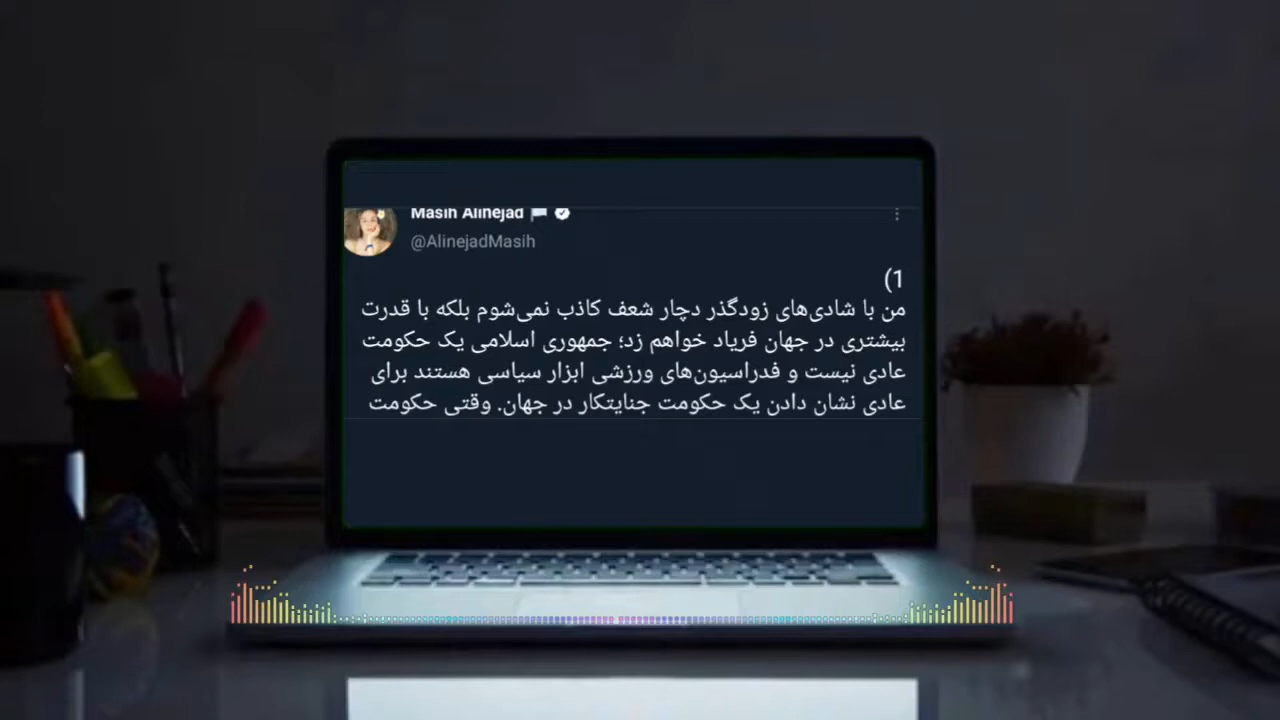 Masih Alinejad
@AlinejadMasih
1)
من با شادی‌های زودگذر دچار شعف کاذب نمی‌شوم بلکه با قدرت
بیشتری در جهان فریاد خواهم زد؛ جمهوری اسلامی یک حکومت
عادی نیست و فدراسیون‌های ورزشی ابزار سیاسی هستند برای
عادی نشان دادن یک حکومت جنایتکار در جهان. وقتی حکومت